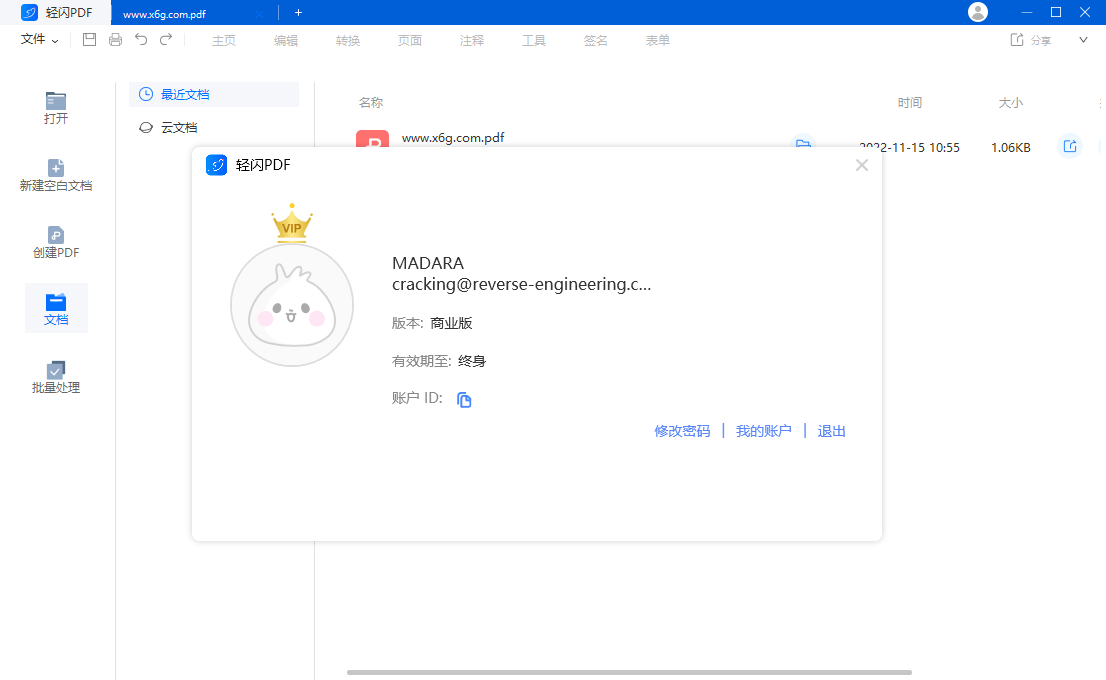 轻闪PDF
www.x6g.com.pdf
+
文件
主页
编辑
转换
页面
注释
工具
签名
表单
分享
打开
新建空白文档
创建PDF
文档
批量处理
最近文档
云文档
名称
时间
大小
www.x6g.com.pdf
2022-11-15 10:55
1.06KB
轻闪PDF
VIP
MADARA
cracking@reverse-engineering.c...
版本: 商业版
有效期至: 终身
账户 ID:
修改密码 | 我的账户 | 退出